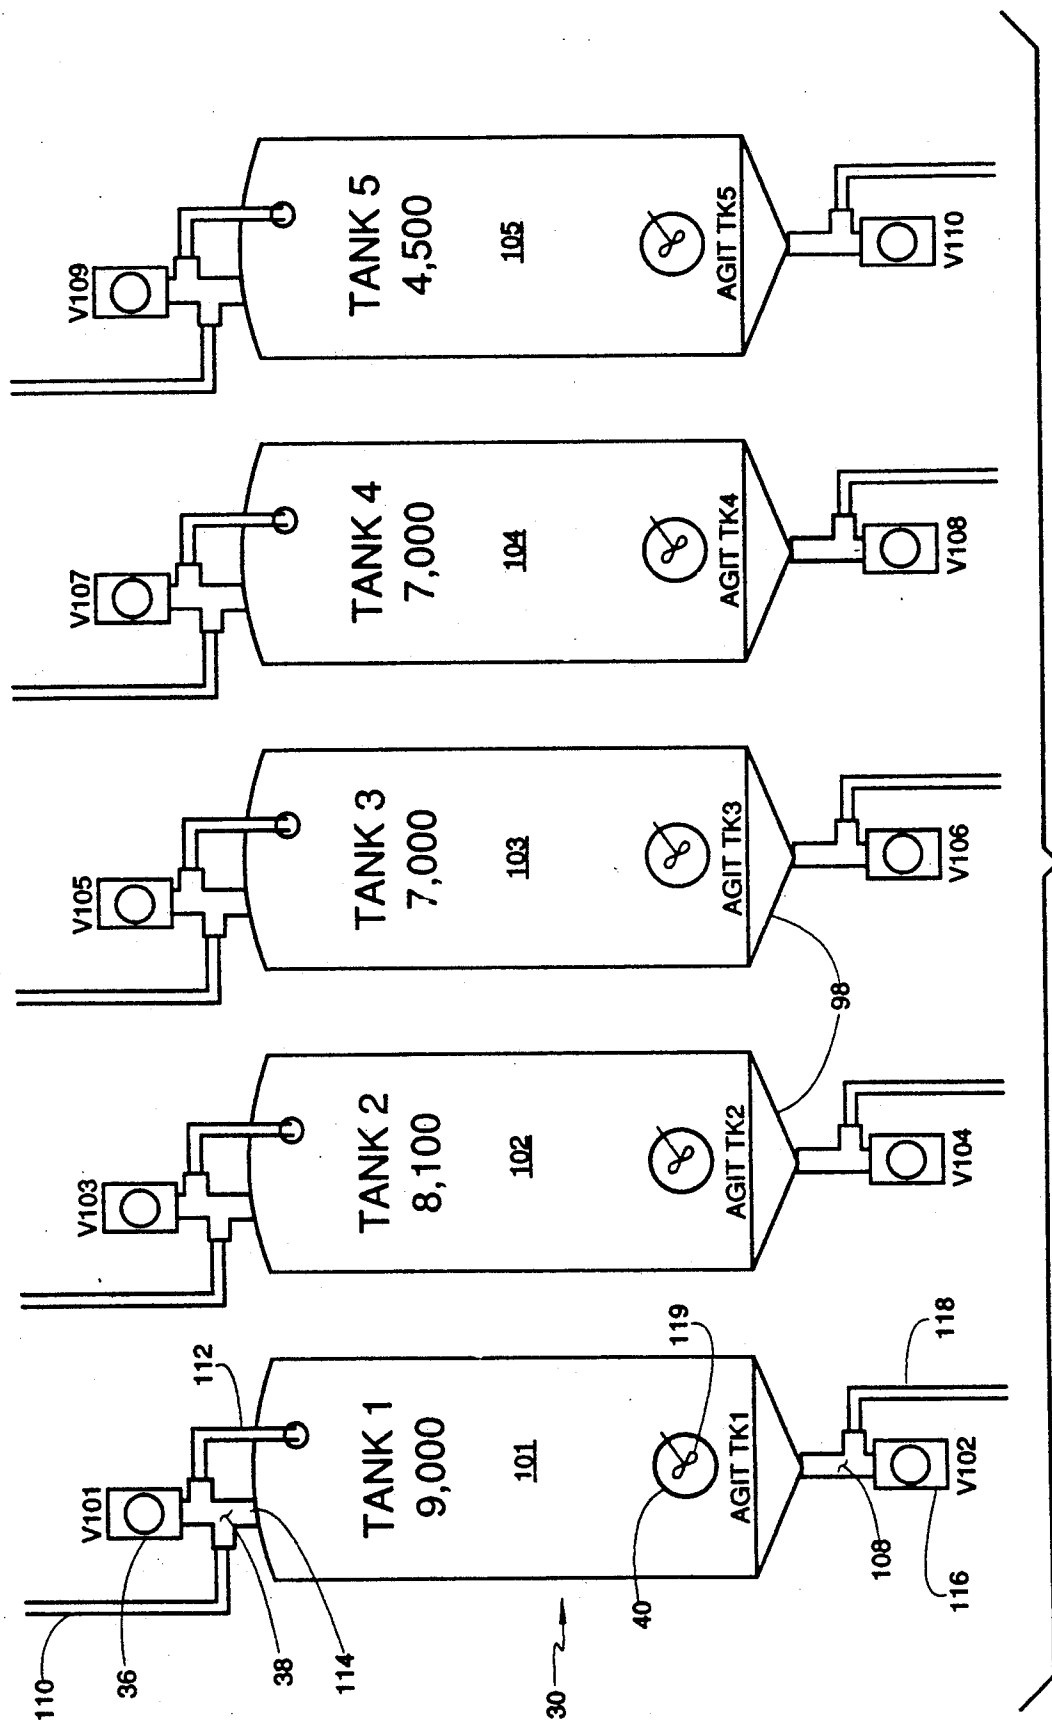 V101
V103
V105
V107
V109
110
36
38
114
112
TANK 1
9,000
101
TANK 2
8,100
102
TANK 3
7,000
103
TANK 4
7,000
104
TANK 5
4,500
105
30
40
119
AGIT TK1
AGIT TK2
AGIT TK3
AGIT TK4
AGIT TK5
98
108
116
118
V102
V104
V106
V108
V110